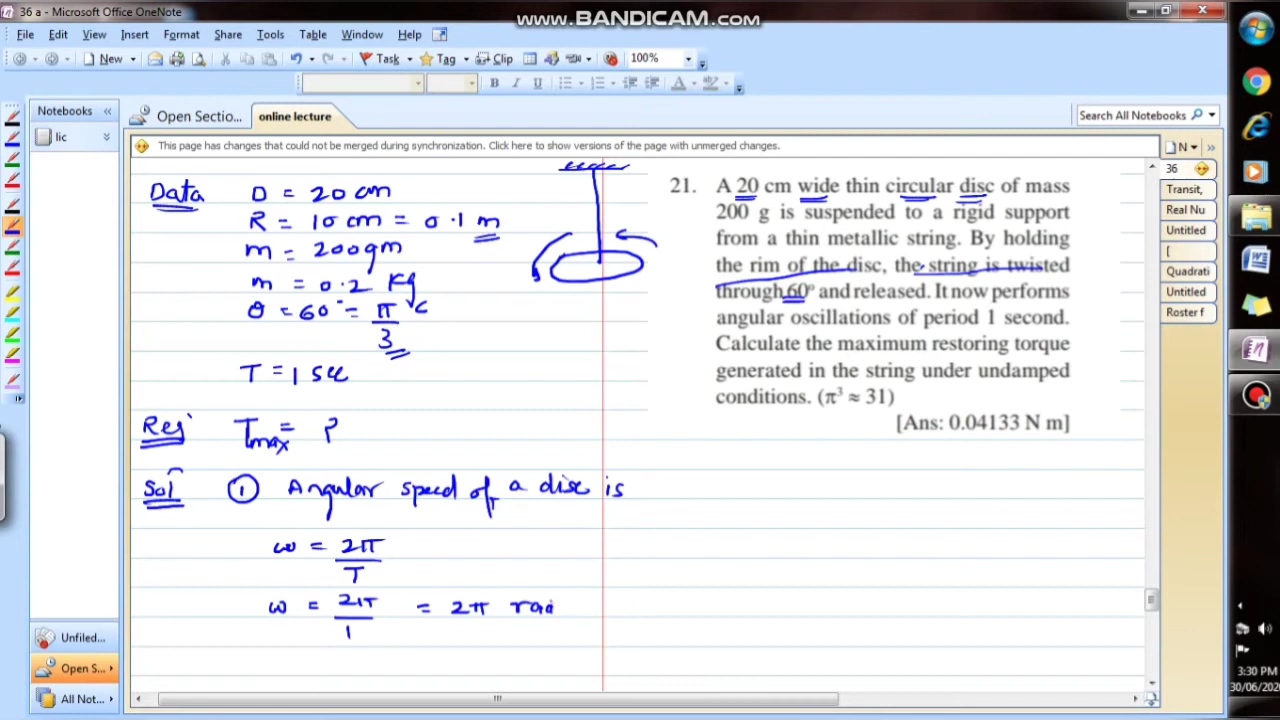 36 a - Microsoft Office OneNote
www.BANDICAM.com
File Edit View Insert Format Share Tools Table Window Help
New Task Tag Clip 100%
B I U A
Notebooks «
lic
Open Sectio... online lecture
Search All Notebooks
This page has changes that could not be merged during synchronization. Click here to show versions of the page with unmerged changes.
N »
36
Transit,
Real Nu
Untitled
[
Quadrati
Untitled
Roster f
Data D = 20 cm
R = 10 cm = 0.1 m
m = 200gm
m = 0.2 Kg
θ = 60° = π/3 c
T = 1 sec
Req τmax = ?
Sol ① Angular speed of a disc is
ω = 2π/T
ω = 2π/1 = 2π rad
21. A 20 cm wide thin circular disc of mass
200 g is suspended to a rigid support
from a thin metallic string. By holding
the rim of the disc, the string is twisted
through 60° and released. It now performs
angular oscillations of period 1 second.
Calculate the maximum restoring torque
generated in the string under undamped
conditions. (π³ ≈ 31)
[Ans: 0.04133 N m]
Unfiled...
Open S...
All Not...
3:30 PM
30/06/202